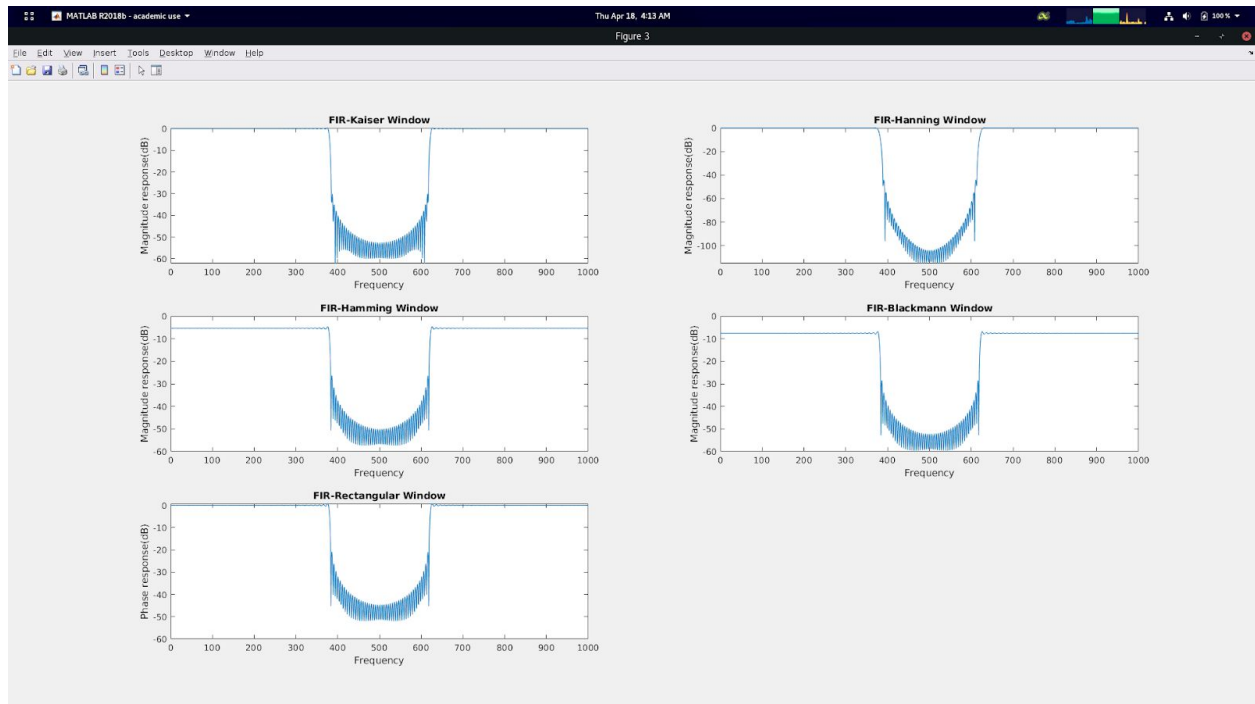 MATLAB R2018b - academic use
Thu Apr 18, 4:13 AM
100 %
Figure 3
File Edit View Insert Tools Desktop Window Help
FIR-Kaiser Window
Magnitude response(dB)
0
-10
-20
-30
-40
-50
-60
0 100 200 300 400 500 600 700 800 900 1000
Frequency
FIR-Hanning Window
Magnitude response(dB)
0
-20
-40
-60
-80
-100
0 100 200 300 400 500 600 700 800 900 1000
Frequency
FIR-Hamming Window
Magnitude response(dB)
0
-10
-20
-30
-40
-50
-60
0 100 200 300 400 500 600 700 800 900 1000
Frequency
FIR-Blackmann Window
Magnitude response(dB)
0
-10
-20
-30
-40
-50
-60
0 100 200 300 400 500 600 700 800 900 1000
Frequency
FIR-Rectangular Window
Phase response(dB)
0
-10
-20
-30
-40
-50
-60
0 100 200 300 400 500 600 700 800 900 1000
Frequency